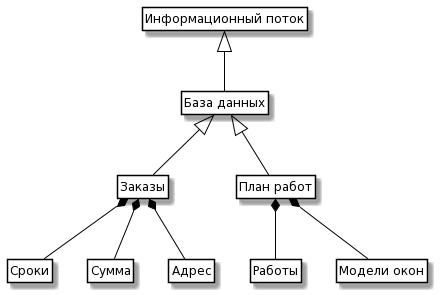 Информационный поток
База данных
Заказы
План работ
Сроки
Сумма
Адрес
Работы
Модели окон